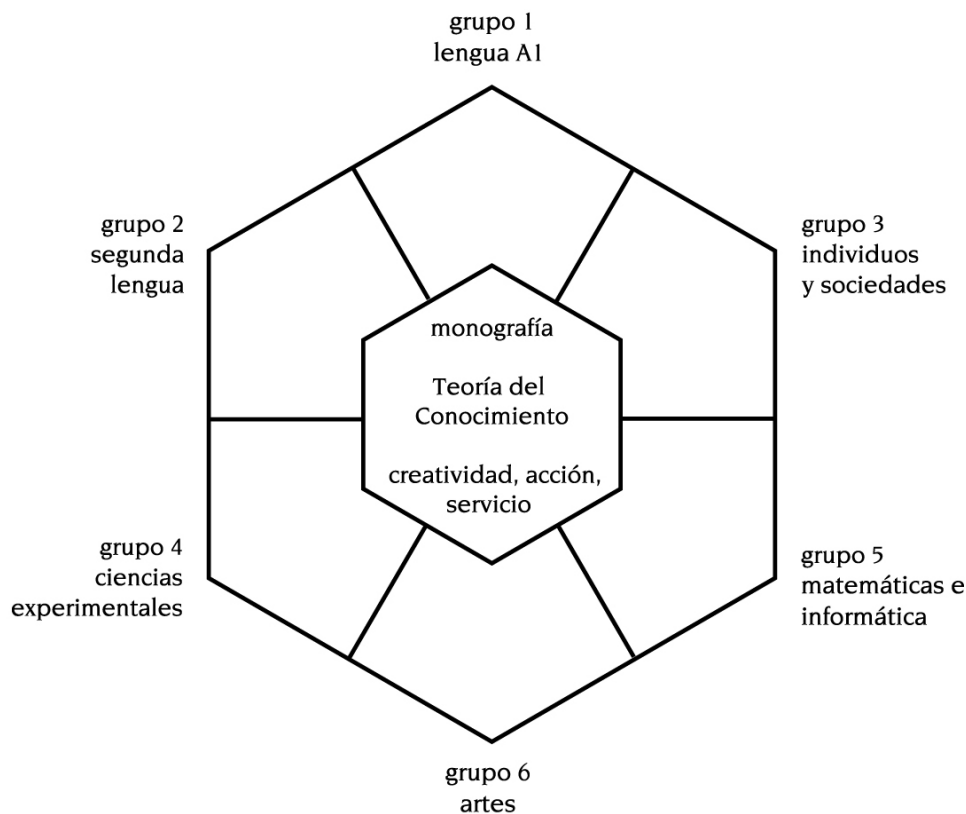 grupo 1
lengua A1
grupo 2
segunda
lengua
grupo 3
individuos
y sociedades
monografía
Teoría del
Conocimiento
creatividad, acción,
servicio
grupo 4
ciencias
experimentales
grupo 5
matemáticas e
informática
grupo 6
artes